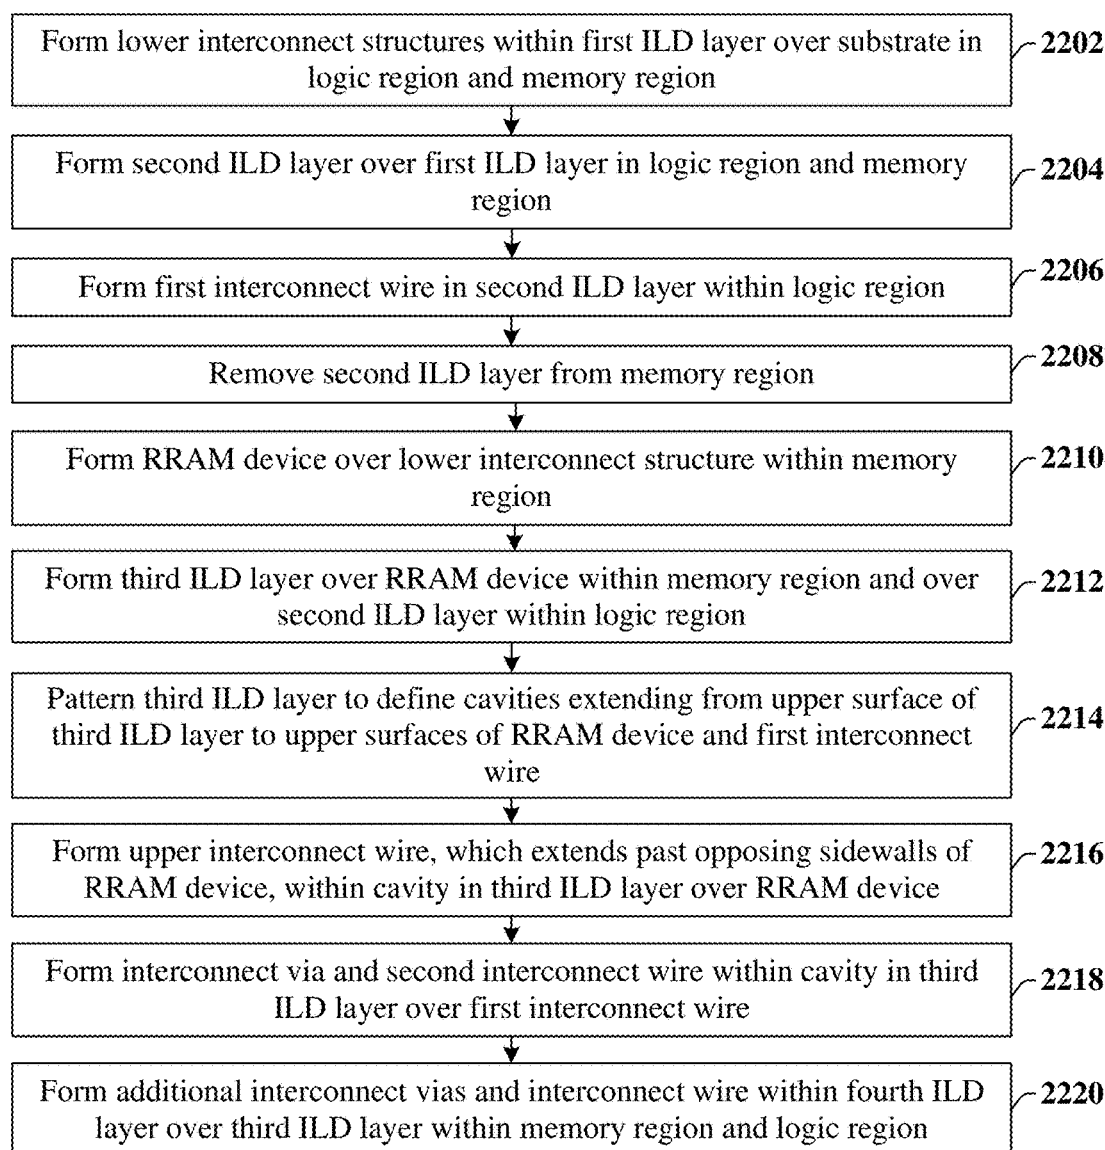 Form lower interconnect structures within first ILD layer over substrate in
logic region and memory region
2202
Form second ILD layer over first ILD layer in logic region and memory
region
2204
Form first interconnect wire in second ILD layer within logic region
2206
Remove second ILD layer from memory region
2208
Form RRAM device over lower interconnect structure within memory
region
2210
Form third ILD layer over RRAM device within memory region and over
second ILD layer within logic region
2212
Pattern third ILD layer to define cavities extending from upper surface of
third ILD layer to upper surfaces of RRAM device and first interconnect
wire
2214
Form upper interconnect wire, which extends past opposing sidewalls of
RRAM device, within cavity in third ILD layer over RRAM device
2216
Form interconnect via and second interconnect wire within cavity in third
ILD layer over first interconnect wire
2218
Form additional interconnect vias and interconnect wire within fourth ILD
layer over third ILD layer within memory region and logic region
2220